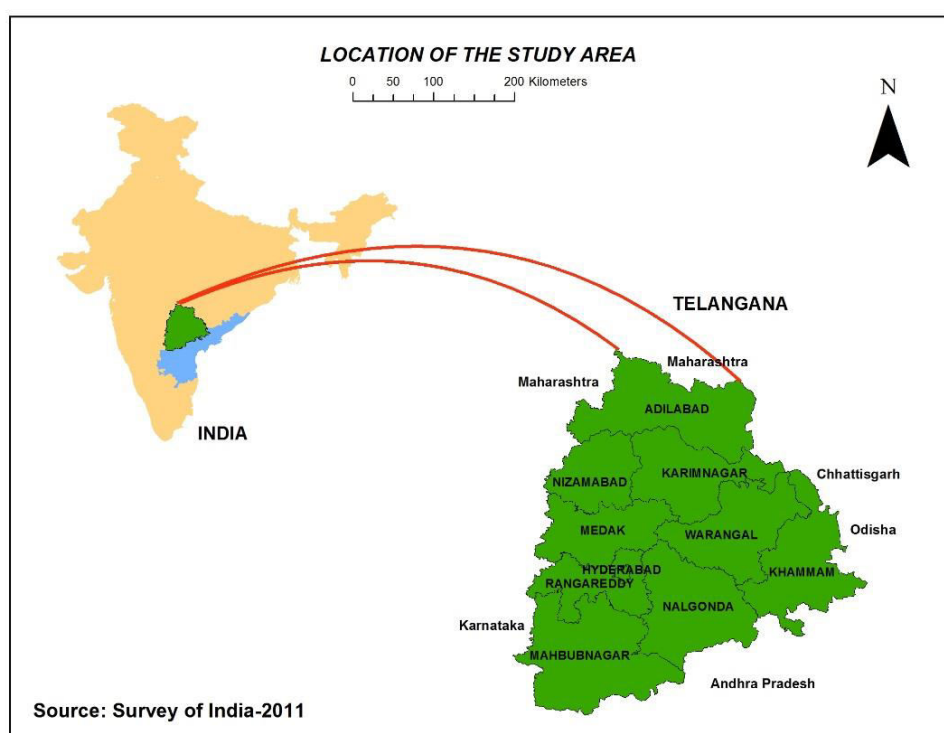 LOCATION OF THE STUDY AREA
0 50 100 200 Kilometers
N
TELANGANA
Maharashtra
Maharashtra
ADILABAD
INDIA
KARIMNAGAR
Chhattisgarh
NIZAMABAD
Odisha
MEDAK
WARANGAL
HYDERABAD
KHAMMAM
RANGAREDDY
NALGONDA
Karnataka
MAHBUBNAGAR
Andhra Pradesh
Source: Survey of India-2011